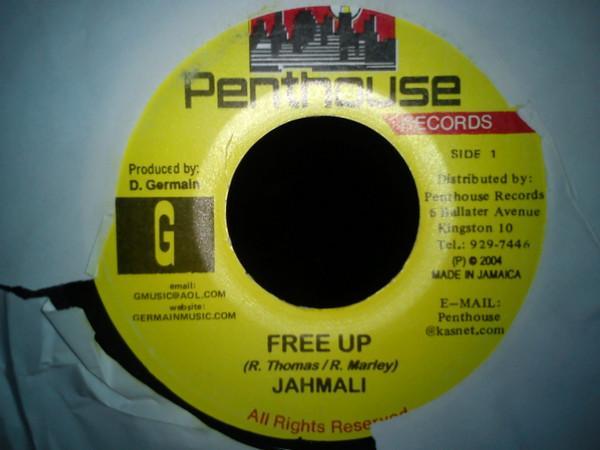 Penthouse
RECORDS
SIDE 1
Produced by:
D. Germain
G
email:
GMUSIC@AOL.COM
website:
GERMAINMUSIC.COM
Distributed by:
Penthouse Records
6 Ballater Avenue
Kingston 10
Tel.: 929-7446
(P) © 2004
MADE IN JAMAICA
E-MAIL:
Penthouse
@kasnet.com
FREE UP
(R. Thomas / R. Marley)
JAHMALI
All Rights Reserved